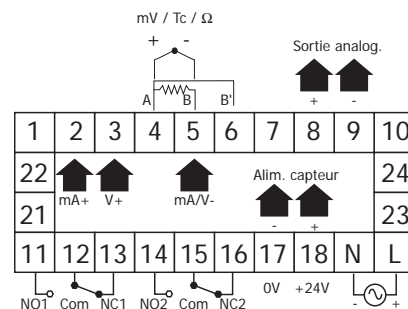 mV / Tc / Ω
+ -
Sortie analog.
A B B'
+ -
1 2 3 4 5 6 7 8 9 10
22 24
Alim. capteur
mA+ V+ mA/V-
21 - + 23
11 12 13 14 15 16 17 18 N L
NO1 Com NC1 NO2 Com NC2 0V +24V - +